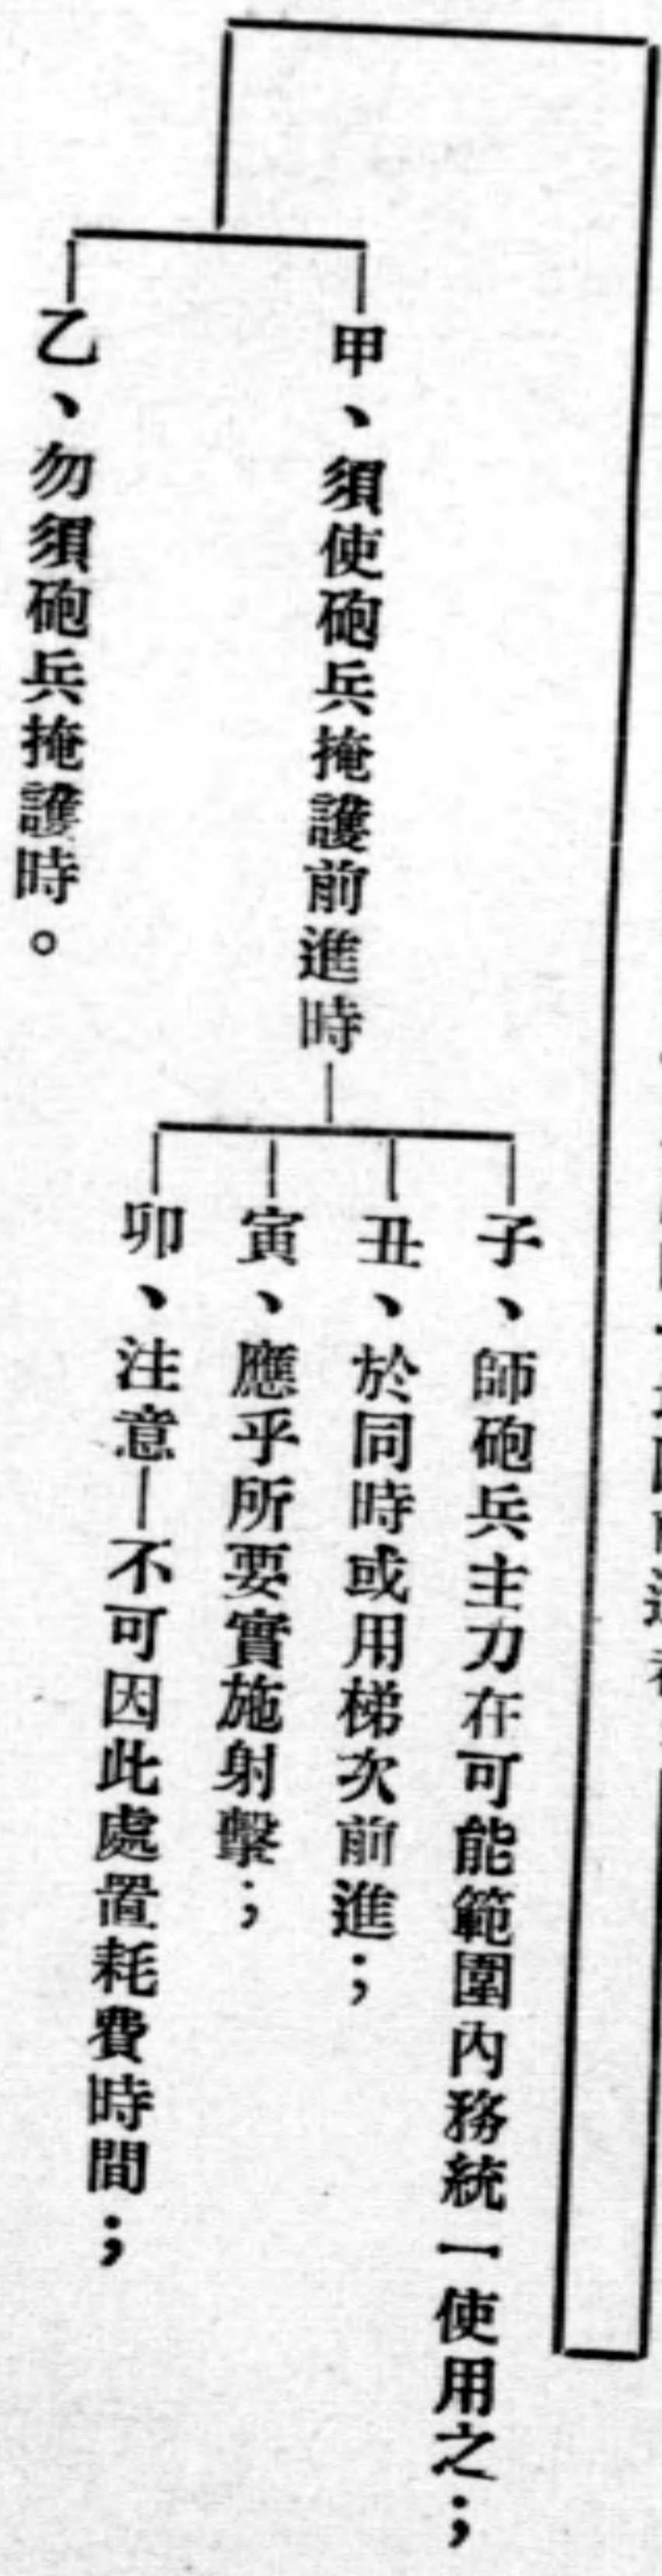 甲、須使砲兵掩護前進時
子、師砲兵主力在可能範圍內務統一使用之；
丑、於同時或用梯次前進；
寅、應乎所要實施射擊；
卯、注意—不可因此處置耗費時間；
乙、勿須砲兵掩護時。